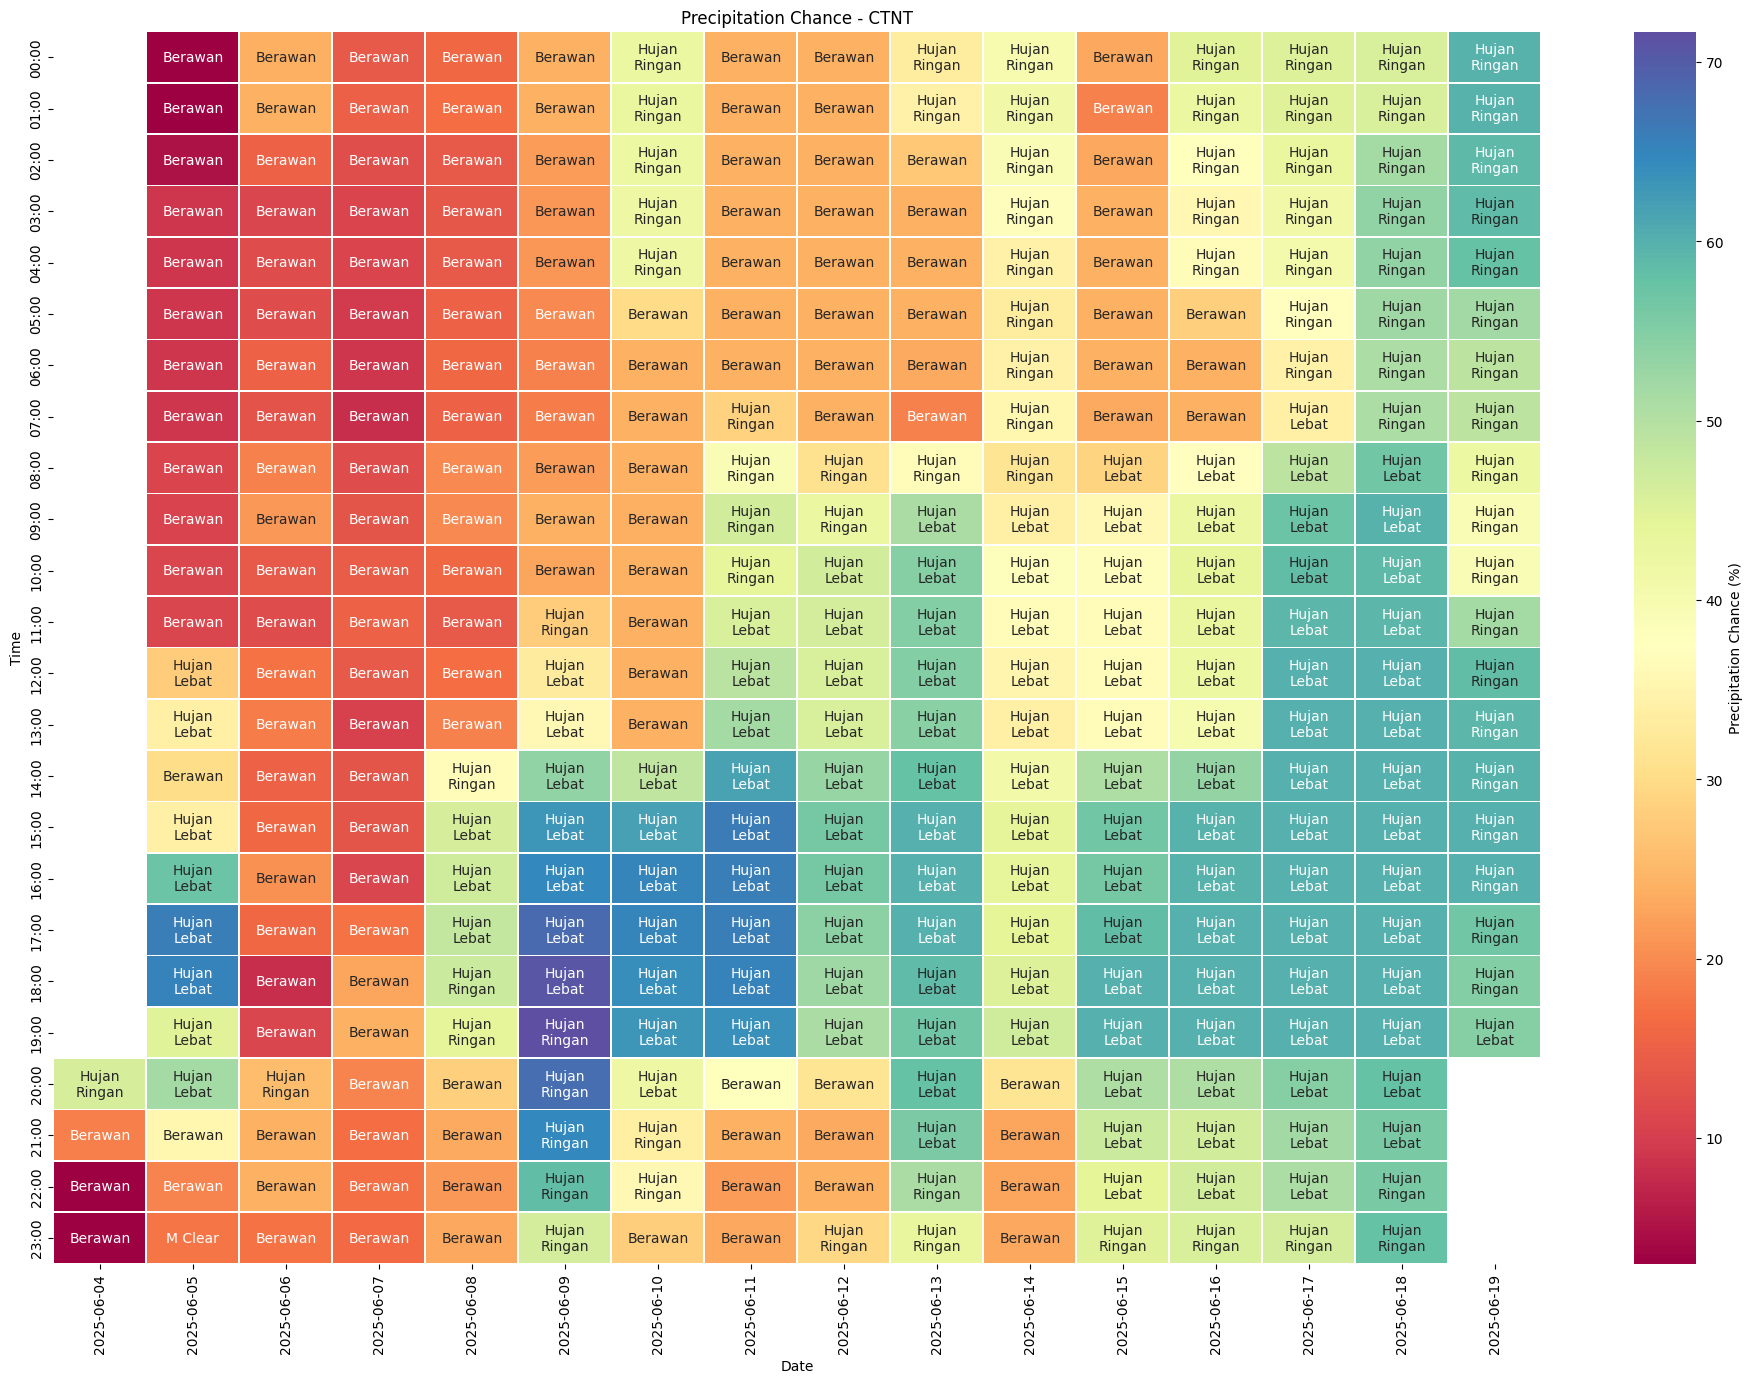 Precipitation Chance - CTNT
00:00 Berawan Berawan Berawan Berawan Berawan Hujan Ringan Berawan Berawan Hujan Ringan Hujan Ringan Berawan Hujan Ringan Hujan Ringan Hujan Ringan Hujan Ringan
01:00 Berawan Berawan Berawan Berawan Berawan Hujan Ringan Berawan Berawan Hujan Ringan Hujan Ringan Berawan Hujan Ringan Hujan Ringan Hujan Ringan Hujan Ringan
02:00 Berawan Berawan Berawan Berawan Berawan Hujan Ringan Berawan Berawan Berawan Hujan Ringan Berawan Hujan Ringan Hujan Ringan Hujan Ringan Hujan Ringan
03:00 Berawan Berawan Berawan Berawan Berawan Hujan Ringan Berawan Berawan Berawan Hujan Ringan Berawan Hujan Ringan Hujan Ringan Hujan Ringan Hujan Ringan
04:00 Berawan Berawan Berawan Berawan Berawan Hujan Ringan Berawan Berawan Berawan Hujan Ringan Berawan Hujan Ringan Hujan Ringan Hujan Ringan Hujan Ringan
05:00 Berawan Berawan Berawan Berawan Berawan Berawan Berawan Berawan Berawan Hujan Ringan Berawan Berawan Hujan Ringan Hujan Ringan Hujan Ringan
06:00 Berawan Berawan Berawan Berawan Berawan Berawan Berawan Berawan Berawan Hujan Ringan Berawan Berawan Hujan Ringan Hujan Ringan Hujan Ringan
07:00 Berawan Berawan Berawan Berawan Berawan Berawan Hujan Ringan Berawan Berawan Hujan Ringan Berawan Berawan Hujan Lebat Hujan Ringan Hujan Ringan
08:00 Berawan Berawan Berawan Berawan Berawan Berawan Hujan Ringan Hujan Ringan Hujan Ringan Hujan Ringan Hujan Lebat Hujan Lebat Hujan Lebat Hujan Lebat Hujan Ringan
09:00 Berawan Berawan Berawan Berawan Berawan Berawan Hujan Ringan Hujan Ringan Hujan Lebat Hujan Lebat Hujan Lebat Hujan Lebat Hujan Lebat Hujan Lebat Hujan Ringan
10:00 Berawan Berawan Berawan Berawan Berawan Berawan Hujan Ringan Hujan Lebat Hujan Lebat Hujan Lebat Hujan Lebat Hujan Lebat Hujan Lebat Hujan Lebat Hujan Ringan
11:00 Berawan Berawan Berawan Berawan Hujan Ringan Berawan Hujan Lebat Hujan Lebat Hujan Lebat Hujan Lebat Hujan Lebat Hujan Lebat Hujan Lebat Hujan Lebat Hujan Ringan
12:00 Hujan Lebat Berawan Berawan Berawan Hujan Lebat Berawan Hujan Lebat Hujan Lebat Hujan Lebat Hujan Lebat Hujan Lebat Hujan Lebat Hujan Lebat Hujan Lebat Hujan Ringan
13:00 Hujan Lebat Berawan Berawan Berawan Hujan Lebat Berawan Hujan Lebat Hujan Lebat Hujan Lebat Hujan Lebat Hujan Lebat Hujan Lebat Hujan Lebat Hujan Lebat Hujan Ringan
14:00 Berawan Berawan Berawan Hujan Ringan Hujan Lebat Hujan Lebat Hujan Lebat Hujan Lebat Hujan Lebat Hujan Lebat Hujan Lebat Hujan Lebat Hujan Lebat Hujan Lebat Hujan Ringan
15:00 Hujan Lebat Berawan Berawan Hujan Lebat Hujan Lebat Hujan Lebat Hujan Lebat Hujan Lebat Hujan Lebat Hujan Lebat Hujan Lebat Hujan Lebat Hujan Lebat Hujan Lebat Hujan Ringan
16:00 Hujan Lebat Berawan Berawan Hujan Lebat Hujan Lebat Hujan Lebat Hujan Lebat Hujan Lebat Hujan Lebat Hujan Lebat Hujan Lebat Hujan Lebat Hujan Lebat Hujan Lebat Hujan Ringan
17:00 Hujan Lebat Berawan Berawan Hujan Lebat Hujan Lebat Hujan Lebat Hujan Lebat Hujan Lebat Hujan Lebat Hujan Lebat Hujan Lebat Hujan Lebat Hujan Lebat Hujan Lebat Hujan Ringan
18:00 Hujan Lebat Berawan Berawan Hujan Ringan Hujan Lebat Hujan Lebat Hujan Lebat Hujan Lebat Hujan Lebat Hujan Lebat Hujan Lebat Hujan Lebat Hujan Lebat Hujan Lebat Hujan Ringan
19:00 Hujan Lebat Berawan Berawan Hujan Ringan Hujan Ringan Hujan Lebat Hujan Lebat Hujan Lebat Hujan Lebat Hujan Lebat Hujan Lebat Hujan Lebat Hujan Lebat Hujan Lebat Hujan Lebat
20:00 Hujan Ringan Hujan Lebat Hujan Ringan Berawan Berawan Hujan Ringan Hujan Lebat Berawan Berawan Hujan Lebat Berawan Hujan Lebat Hujan Lebat Hujan Lebat Hujan Lebat
21:00 Berawan Berawan Berawan Berawan Berawan Hujan Ringan Hujan Ringan Berawan Berawan Hujan Lebat Berawan Hujan Lebat Hujan Lebat Hujan Lebat Hujan Lebat
22:00 Berawan Berawan Berawan Berawan Berawan Hujan Ringan Hujan Ringan Berawan Berawan Hujan Ringan Berawan Hujan Lebat Hujan Lebat Hujan Lebat Hujan Ringan
23:00 Berawan M Clear Berawan Berawan Berawan Hujan Ringan Berawan Berawan Hujan Ringan Hujan Ringan Berawan Hujan Ringan Hujan Ringan Hujan Ringan Hujan Ringan
Time
2025-06-04 2025-06-05 2025-06-06 2025-06-07 2025-06-08 2025-06-09 2025-06-10 2025-06-11 2025-06-12 2025-06-13 2025-06-14 2025-06-15 2025-06-16 2025-06-17 2025-06-18 2025-06-19
Date
70
60
50
40
30
20
10
Precipitation Chance (%)